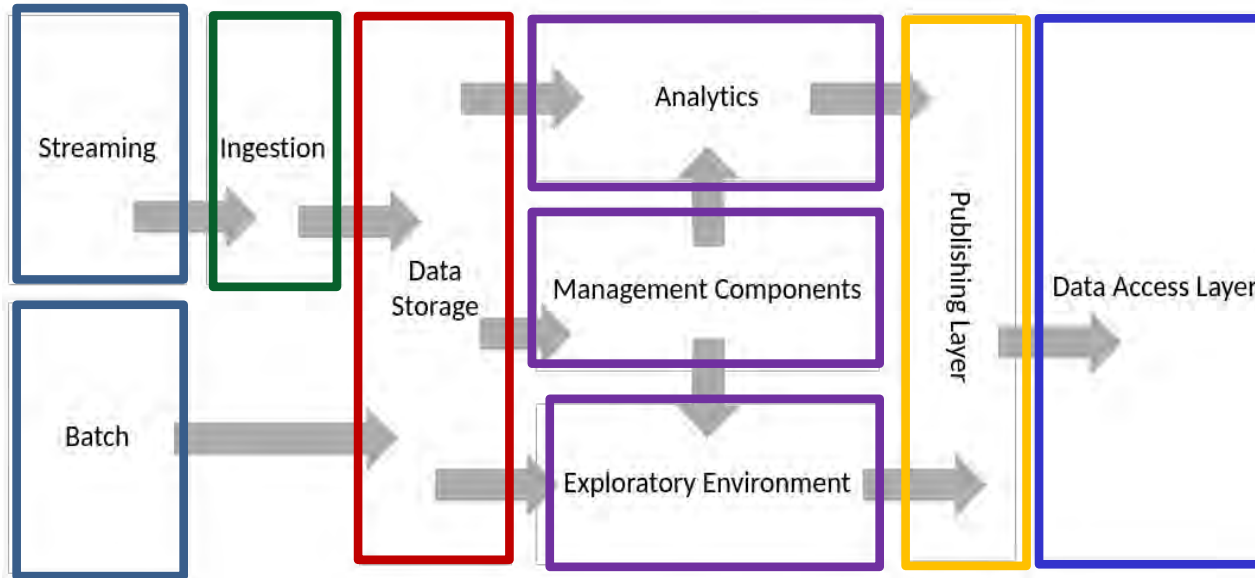 Streaming
Ingestion
Data
Storage
Analytics
Management Components
Exploratory Environment
Publishing Layer
Data Access Layer
Batch